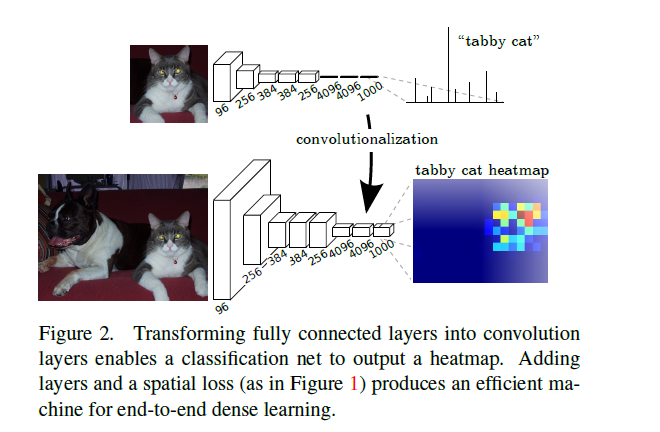 “tabby cat”
96 256 384 384 256 4096 4096 1000
convolutionalization
tabby cat heatmap
96 256 384 384 256 4096 4096 1000
Figure 2. Transforming fully connected layers into convolution
layers enables a classification net to output a heatmap. Adding
layers and a spatial loss (as in Figure 1) produces an efficient ma-
chine for end-to-end dense learning.